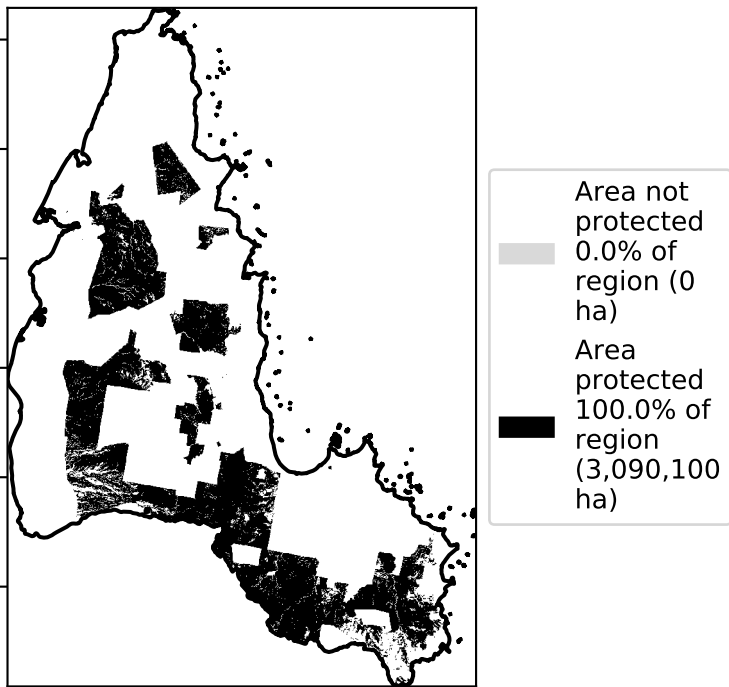 Area not
protected
0.0% of
region (0
ha)
Area
protected
100.0% of
region
(3,090,100
ha)